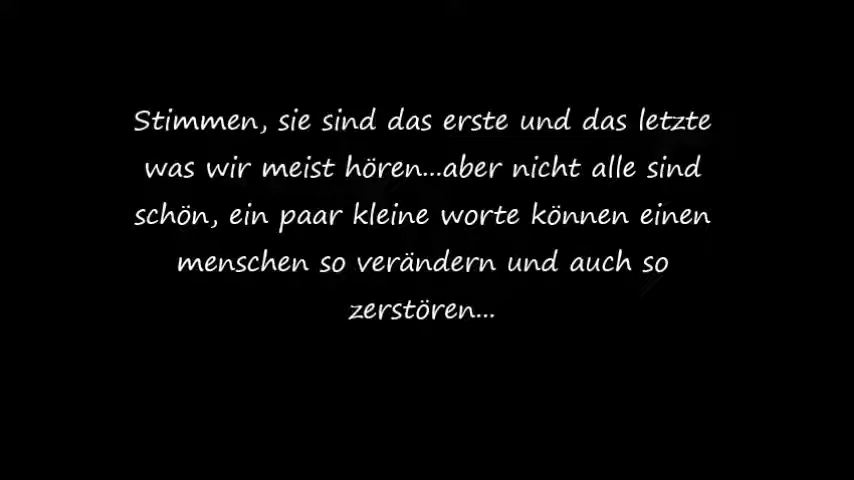 Stimmen, sie sind das erste und das letzte
was wir meist hören...aber nicht alle sind
schön, ein paar kleine worte können einen
menschen so verändern und auch so
zerstören...